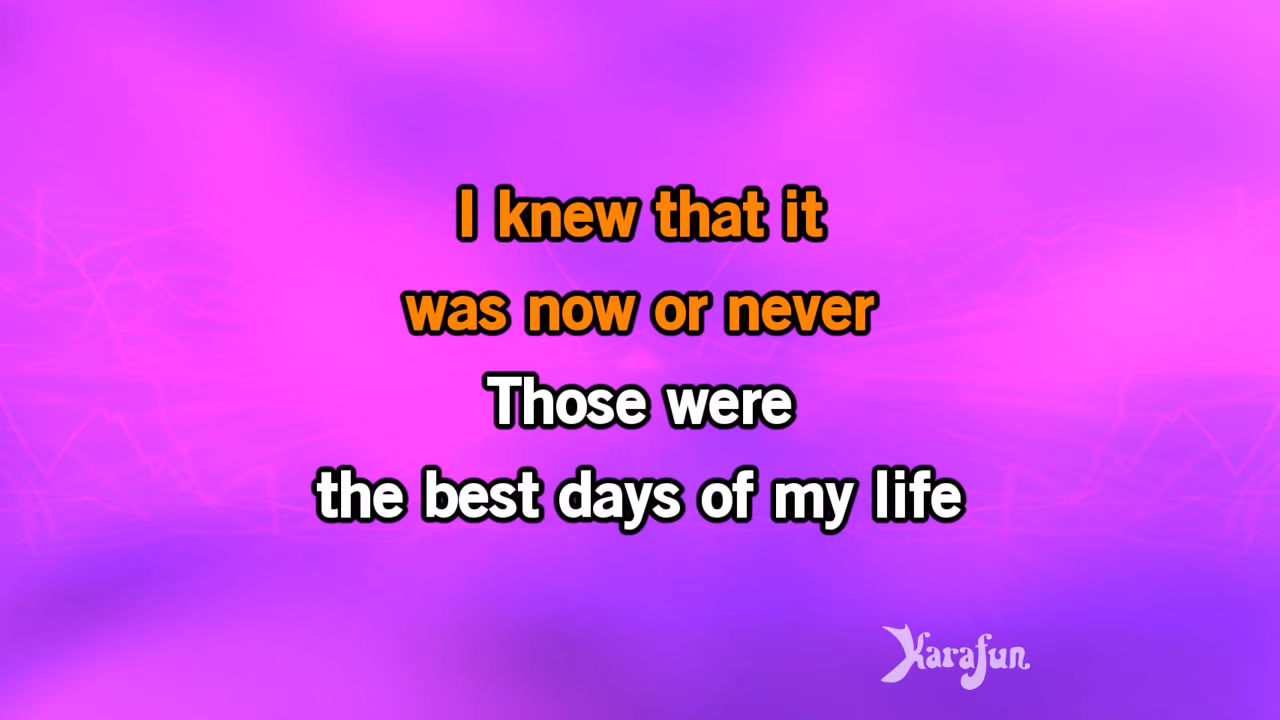 I knew that it
was now or never
Those were
the best days of my life
Karafun